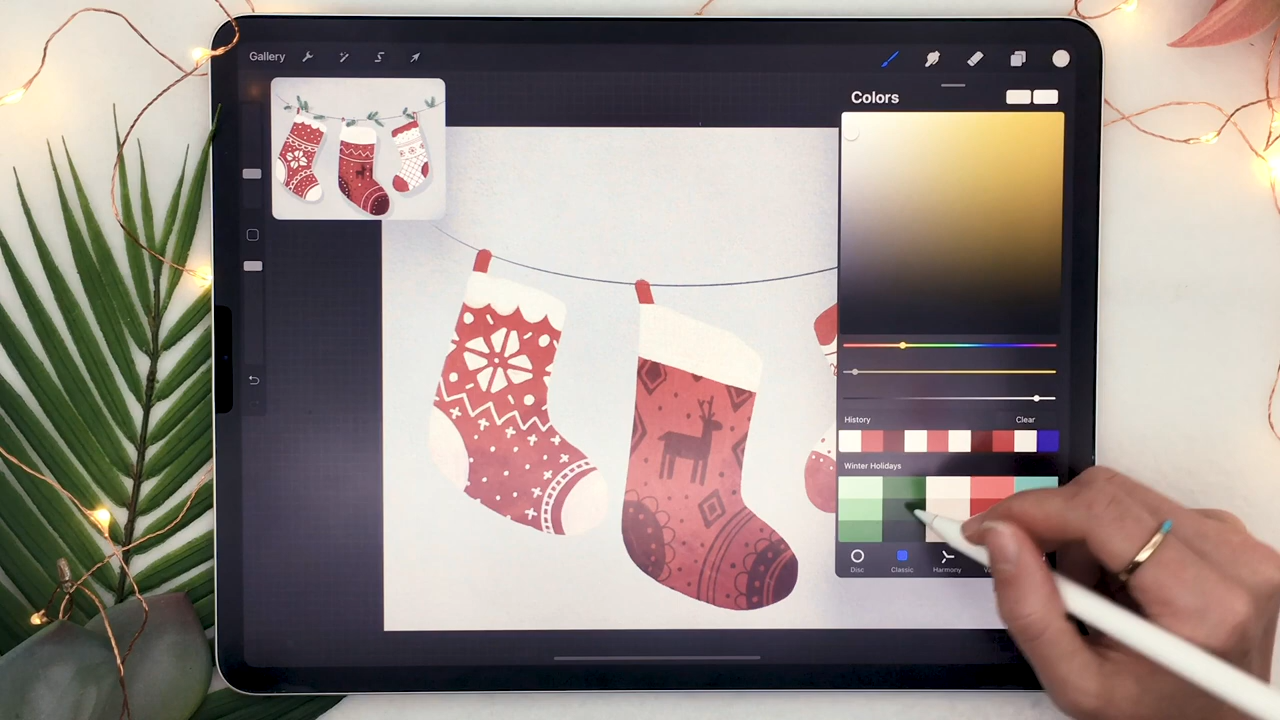 Gallery
Colors
History
Clear
Winter Holidays
Disc
Classic
Harmony